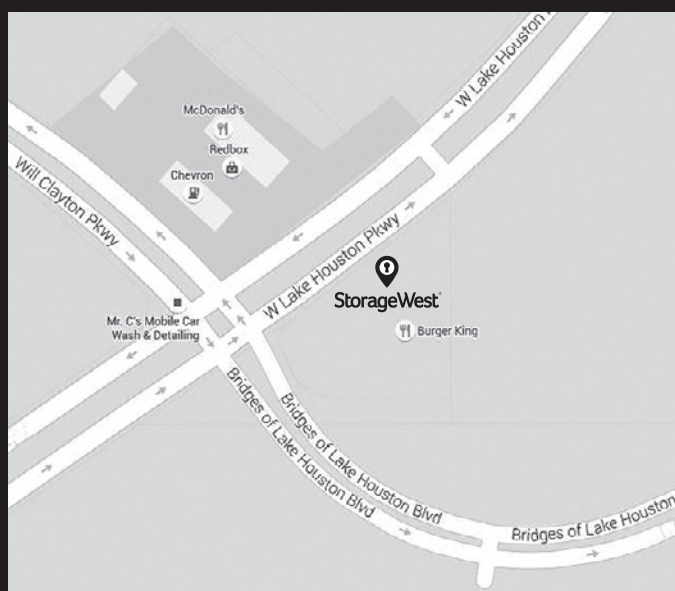 W Lake Houston
McDonald's
Redbox
Chevron
Will Clayton Pkwy
W Lake Houston Pkwy
StorageWest
Mr. C's Mobile Car
Wash & Detailing
Burger King
Bridges of Lake Houston Blvd
Bridges of Lake Houston Blvd
Bridges of Lake Houston